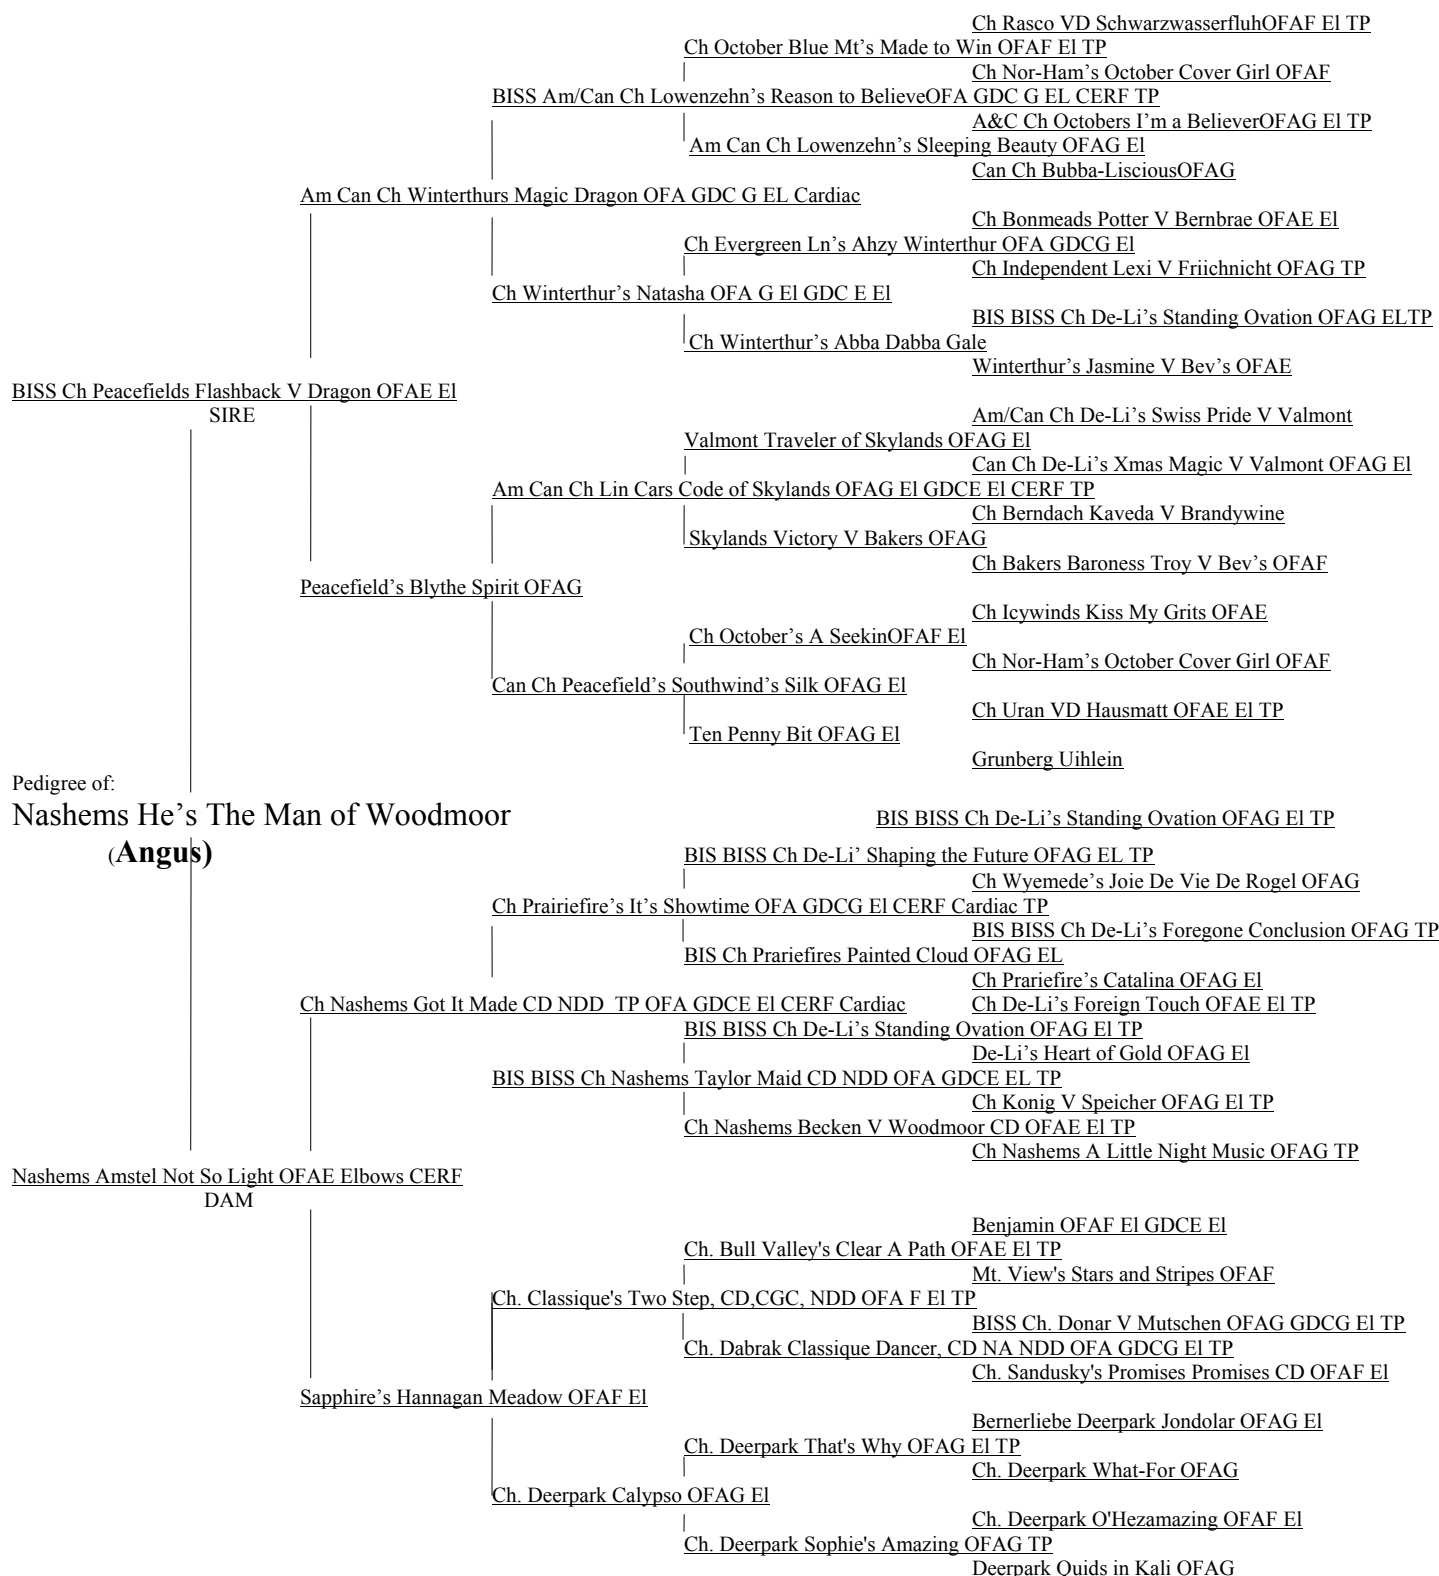 Ch Rasco VD SchwarzwasserfluhOFAF El TP
Ch October Blue Mt's Made to Win OFAF El TP
Ch Nor-Ham's October Cover Girl OFAF
BISS Am/Can Ch Lowenzehn's Reason to BelieveOFA GDC G EL CERF TP
A&C Ch Octobers I'm a BelieverOFAG El TP
Am Can Ch Lowenzehn's Sleeping Beauty OFAG El
Can Ch Bubba-LisciousOFAG
Am Can Ch Winterthurs Magic Dragon OFA GDC G EL Cardiac
Ch Bonmeads Potter V Bernbrae OFAE El
Ch Evergreen Ln's Ahzy Winterthur OFA GDCG El
Ch Independent Lexi V Friichnicht OFAG TP
Ch Winterthur's Natasha OFA G El GDC E El
BIS BISS Ch De-Li's Standing Ovation OFAG ELTP
Ch Winterthur's Abba Dabba Gale
Winterthur's Jasmine V Bev's OFAE
BISS Ch Peacefields Flashback V Dragon OFAE El
SIRE
Am/Can Ch De-Li's Swiss Pride V Valmont
Valmont Traveler of Skylands OFAG El
Can Ch De-Li's Xmas Magic V Valmont OFAG El
Am Can Ch Lin Cars Code of Skylands OFAG El GDCE El CERF TP
Ch Berndach Kaveda V Brandywine
Skylands Victory V Bakers OFAG
Ch Bakers Baroness Troy V Bev's OFAF
Peacefield's Blythe Spirit OFAG
Ch Icywinds Kiss My Grits OFAE
Ch October's A SeekinOFAF El
Ch Nor-Ham's October Cover Girl OFAF
Can Ch Peacefield's Southwind's Silk OFAG El
Ch Uran VD Hausmatt OFAE El TP
Ten Penny Bit OFAG El
Grunberg Uihlein
Pedigree of:
Nashems He's The Man of Woodmoor
BIS BISS Ch De-Li's Standing Ovation OFAG El TP
(Angus)
BIS BISS Ch De-Li' Shaping the Future OFAG EL TP
Ch Wyemede's Joie De Vie De Rogel OFAG
Ch Prairiefire's It's Showtime OFA GDCG El CERF Cardiac TP
BIS BISS Ch De-Li's Foregone Conclusion OFAG TP
BIS Ch Prariefires Painted Cloud OFAG EL
Ch Prariefire's Catalina OFAG El
Ch Nashems Got It Made CD NDD TP OFA GDCE El CERF Cardiac
Ch De-Li's Foreign Touch OFAE El TP
BIS BISS Ch De-Li's Standing Ovation OFAG El TP
De-Li's Heart of Gold OFAG El
BIS BISS Ch Nashems Taylor Maid CD NDD OFA GDCE EL TP
Ch Konig V Speicher OFAG El TP
Ch Nashems Becken V Woodmoor CD OFAE El TP
Ch Nashems A Little Night Music OFAG TP
Nashems Amstel Not So Light OFAE Elbows CERF
DAM
Benjamin OFAF El GDCE El
Ch. Bull Valley's Clear A Path OFAE El TP
Mt. View's Stars and Stripes OFAF
Ch. Classique's Two Step, CD,CGC, NDD OFA F El TP
BISS Ch. Donar V Mutschen OFAG GDCG El TP
Ch. Dabrak Classique Dancer, CD NA NDD OFA GDCG El TP
Ch. Sandusky's Promises Promises CD OFAF El
Sapphire's Hannagan Meadow OFAF El
Bernerliebe Deerpark Jondolar OFAG El
Ch. Deerpark That's Why OFAG El TP
Ch. Deerpark What-For OFAG
Ch. Deerpark Calypso OFAG El
Ch. Deerpark O'Hezamazing OFAF El
Ch. Deerpark Sophie's Amazing OFAG TP
Deerpark Quids in Kali OFAG